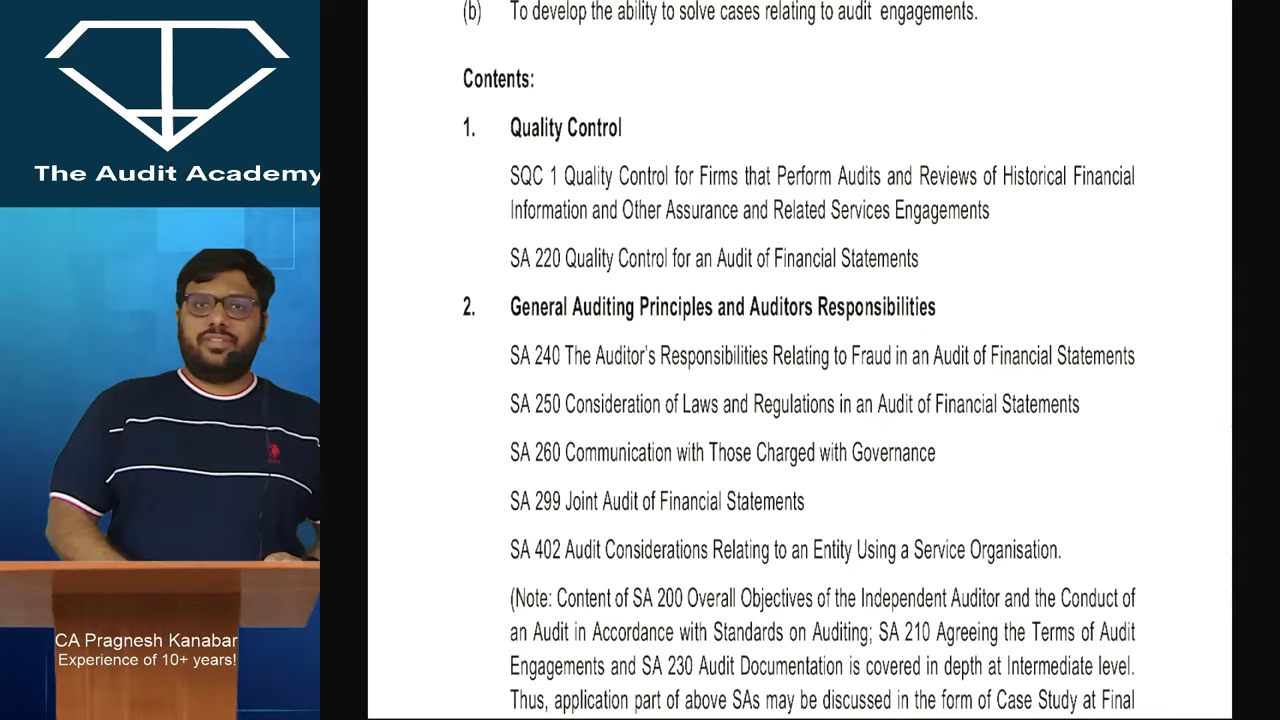 The Audit Academy
CA Pragnesh Kanabar
Experience of 10+ years!
(b) To develop the ability to solve cases relating to audit engagements.
Contents:
1. Quality Control
SQC 1 Quality Control for Firms that Perform Audits and Reviews of Historical Financial
Information and Other Assurance and Related Services Engagements
SA 220 Quality Control for an Audit of Financial Statements
2. General Auditing Principles and Auditors Responsibilities
SA 240 The Auditor's Responsibilities Relating to Fraud in an Audit of Financial Statements
SA 250 Consideration of Laws and Regulations in an Audit of Financial Statements
SA 260 Communication with Those Charged with Governance
SA 299 Joint Audit of Financial Statements
SA 402 Audit Considerations Relating to an Entity Using a Service Organisation.
(Note: Content of SA 200 Overall Objectives of the Independent Auditor and the Conduct of
an Audit in Accordance with Standards on Auditing; SA 210 Agreeing the Terms of Audit
Engagements and SA 230 Audit Documentation is covered in depth at Intermediate level.
Thus, application part of above SAs may be discussed in the form of Case Study at Final